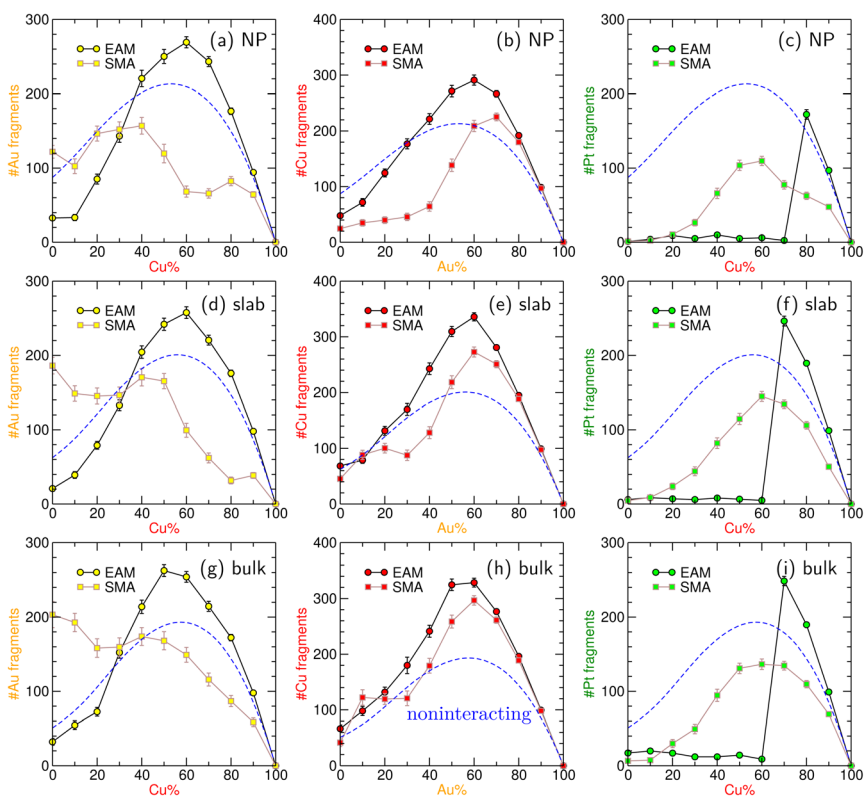 300
(a) NP
EAM
SMA
200
#Au fragments
100
0
0 20 40 60 80 100
Cu%
400
(b) NP
EAM
SMA
300
#Cu fragments
200
100
0
0 20 40 60 80 100
Au%
300
(c) NP
EAM
SMA
200
#Pt fragments
100
0
0 20 40 60 80 100
Cu%
300
(d) slab
EAM
SMA
200
#Au fragments
100
0
0 20 40 60 80 100
Cu%
400
(e) slab
EAM
SMA
300
#Cu fragments
200
100
0
0 20 40 60 80 100
Au%
300
(f) slab
EAM
SMA
200
#Pt fragments
100
0
0 20 40 60 80 100
Cu%
300
(g) bulk
EAM
SMA
200
#Au fragments
100
0
0 20 40 60 80 100
Cu%
400
(h) bulk
EAM
SMA
300
#Cu fragments
200
100
noninteracting
0
0 20 40 60 80 100
Au%
300
(i) bulk
EAM
SMA
200
#Pt fragments
100
0
0 20 40 60 80 100
Cu%